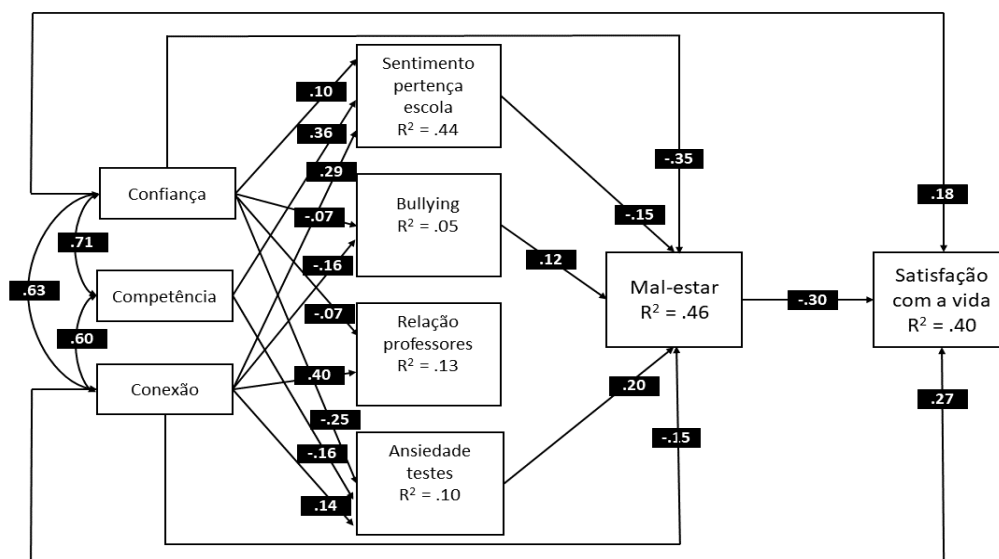 Sentimento
pertença
escola
R² = .44
.10
.36
.29
-.35
Confiança
Bullying
R² = .05
-.07
-.15
.18
.71
-.16
.12
.63
Competência
Mal-estar
R² = .46
-.30
Satisfação
com a vida
R² = .40
.60
-.07
Relação
professores
R² = .13
Conexão
.40
.20
.27
-.25
-.16
.14
Ansiedade
testes
R² = .10
-.15